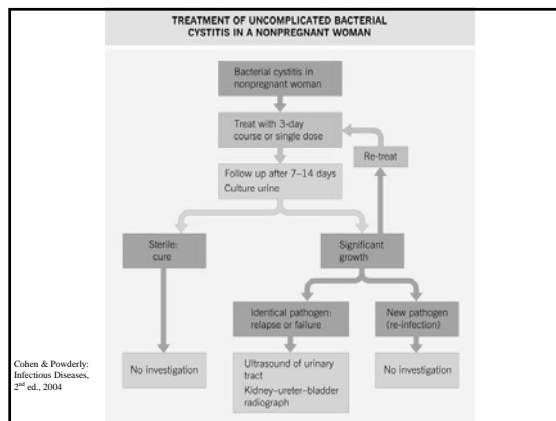 TREATMENT OF UNCOMPLICATED BACTERIAL
CYSTITIS IN A NONPREGNANT WOMAN
Bacterial cystitis in
nonpregnant woman
Treat with 3-day
course or single dose
Re-treat
Follow up after 7–14 days
Culture urine
Sterile:
cure
Significant
growth
Identical pathogen:
relapse or failure
New pathogen
(re-infection)
No investigation
Ultrasound of urinary
tract
Kidney–ureter–bladder
radiograph
No investigation
Cohen & Powderly:
Infectious Diseases,
2nd ed., 2004